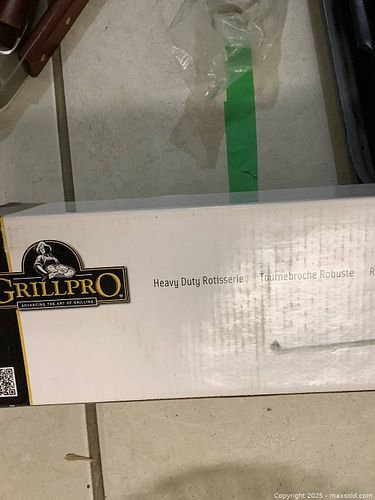 GRILLPRO®
ADVANCING THE ART OF GRILLING
Heavy Duty Rotisserie Tournebroche Robuste R
Copyright 2025 - maxsold.com